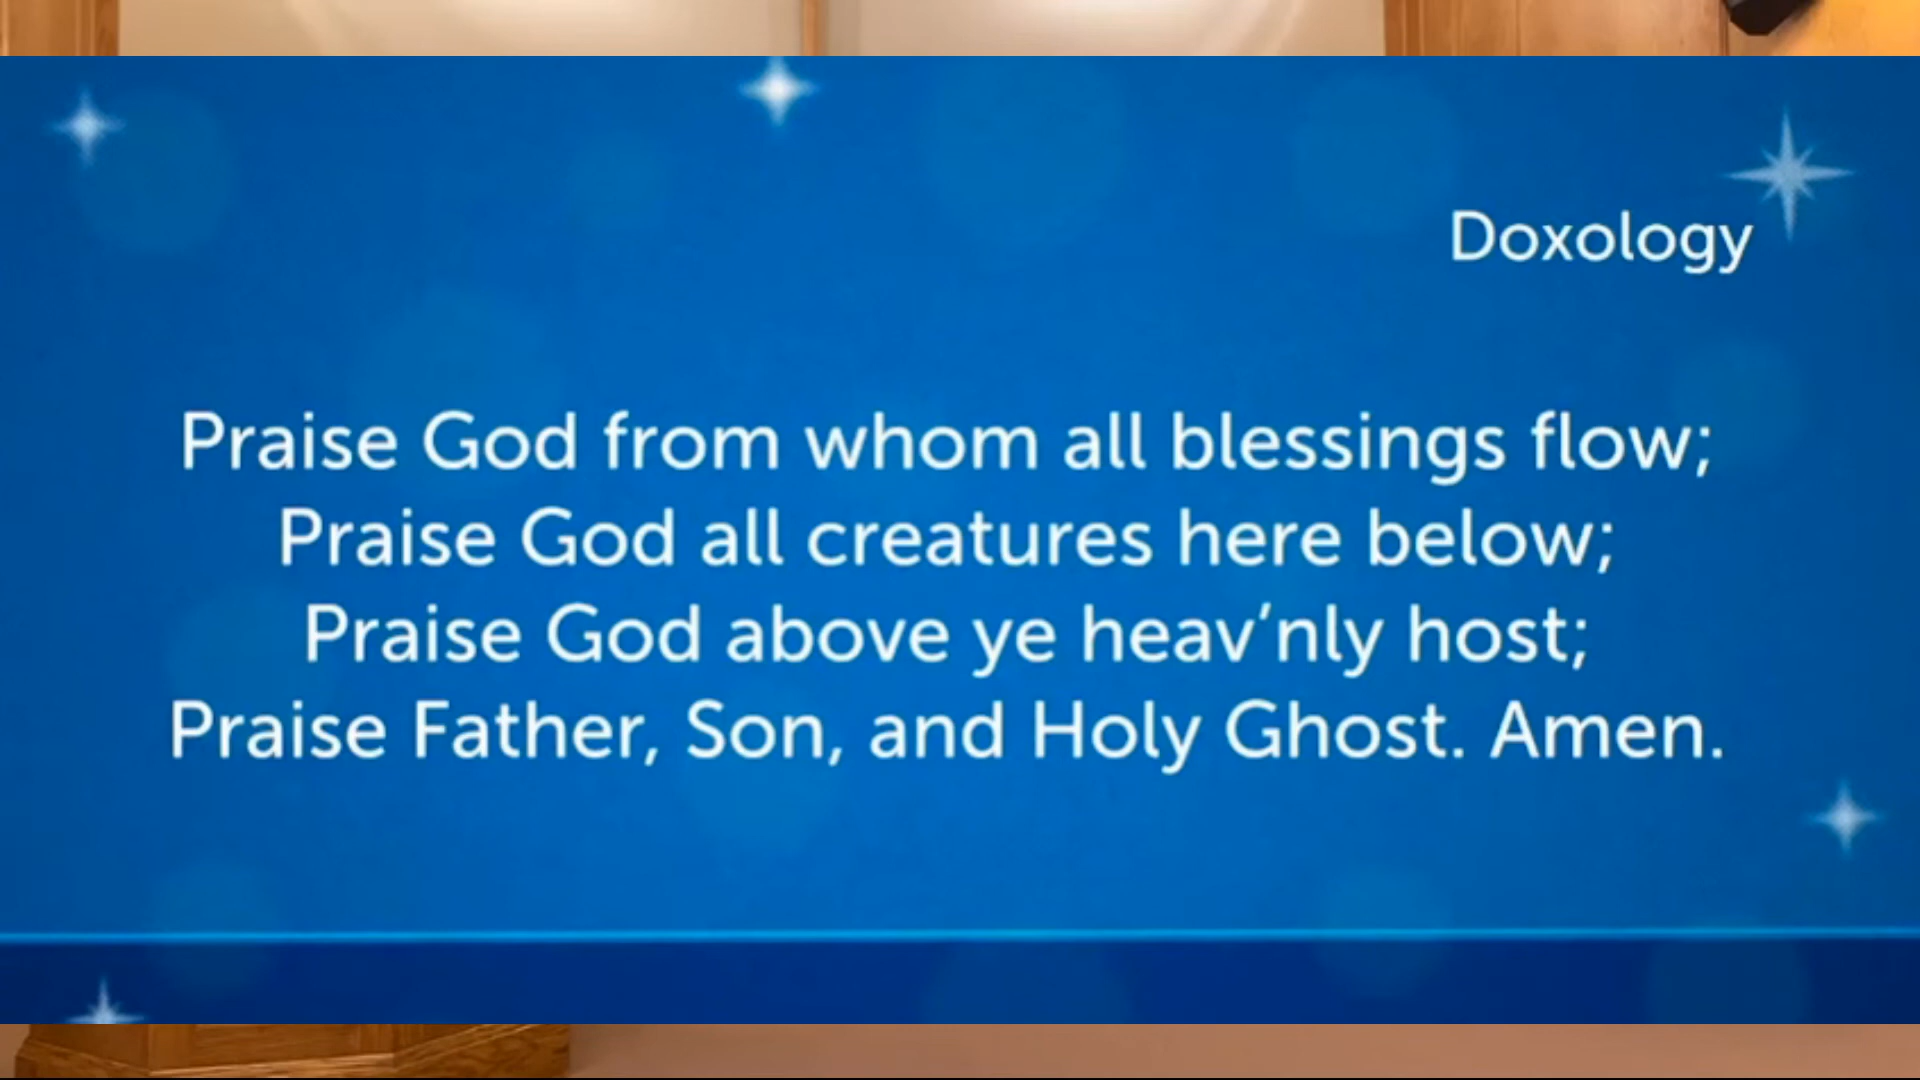 Doxology
Praise God from whom all blessings flow;
Praise God all creatures here below;
Praise God above ye heav’nly host;
Praise Father, Son, and Holy Ghost. Amen.